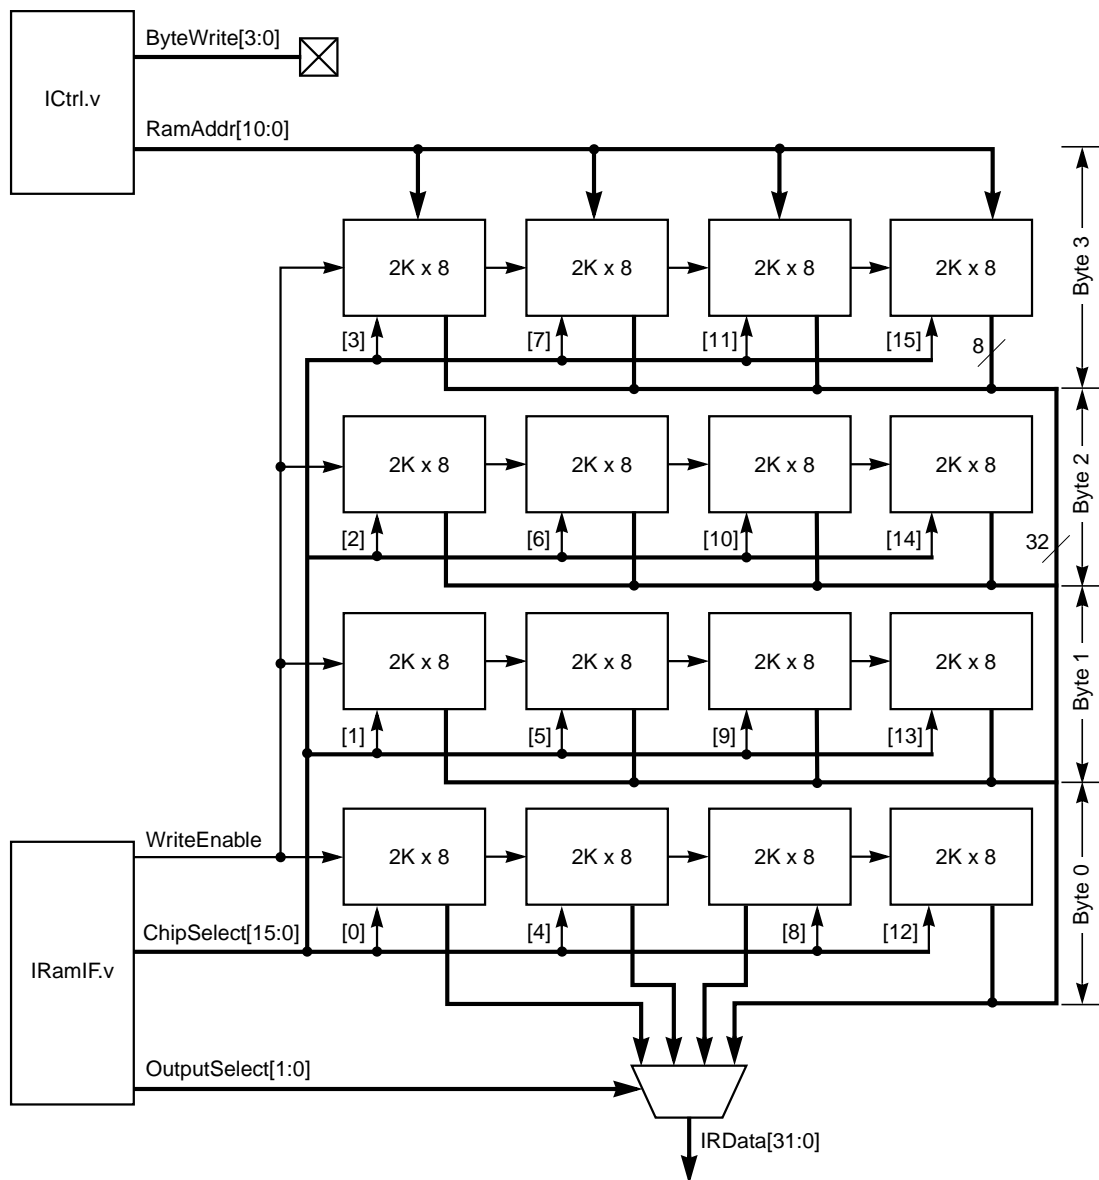 ByteWrite[3:0]
ICtrl.v
RamAddr[10:0]
2K x 8
2K x 8
2K x 8
2K x 8
Byte 3
[3]
[7]
[11]
[15]
8
2K x 8
2K x 8
2K x 8
2K x 8
Byte 2
[2]
[6]
[10]
[14]
32
2K x 8
2K x 8
2K x 8
2K x 8
Byte 1
[1]
[5]
[9]
[13]
WriteEnable
2K x 8
2K x 8
2K x 8
2K x 8
Byte 0
ChipSelect[15:0]
[0]
[4]
[8]
[12]
IRamIF.v
OutputSelect[1:0]
IRData[31:0]